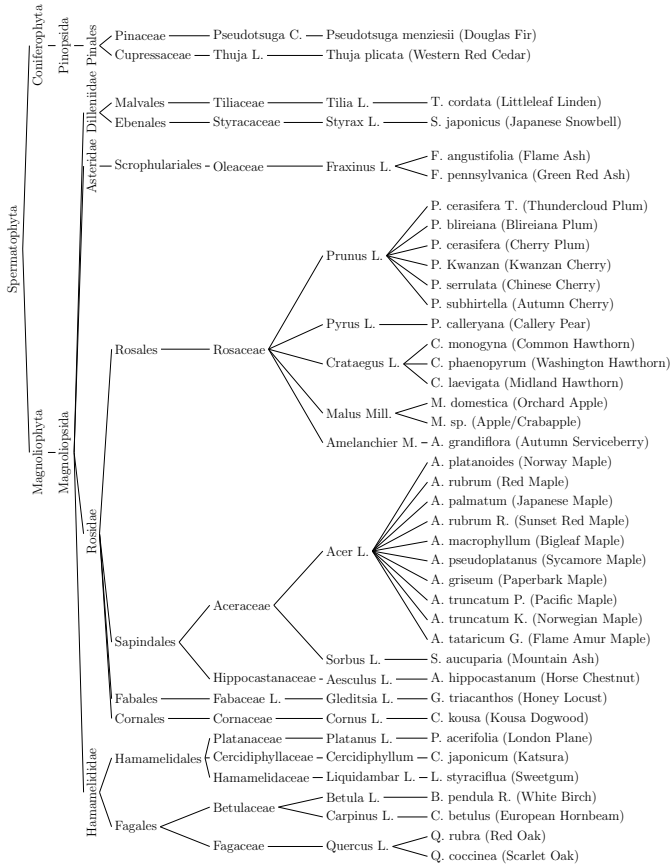 Spermatophyta
Coniferophyta
Pinopsida
Pinales
Pinaceae
Pseudotsuga C.
Pseudotsuga menziesii (Douglas Fir)
Cupressaceae
Thuja L.
Thuja plicata (Western Red Cedar)
Magnoliophyta
Magnoliopsida
Dilleniidae
Malvales
Tiliaceae
Tilia L.
T. cordata (Littleleaf Linden)
Ebenales
Styracaceae
Styrax L.
S. japonicus (Japanese Snowbell)
Asteridae
Scrophulariales
Oleaceae
Fraxinus L.
F. angustifolia (Flame Ash)
F. pennsylvanica (Green Red Ash)
Rosidae
Rosales
Rosaceae
Prunus L.
P. cerasifera T. (Thundercloud Plum)
P. blireiana (Blireiana Plum)
P. cerasifera (Cherry Plum)
P. Kwanzan (Kwanzan Cherry)
P. serrulata (Chinese Cherry)
P. subhirtella (Autumn Cherry)
Pyrus L.
P. calleryana (Callery Pear)
Crataegus L.
C. monogyna (Common Hawthorn)
C. phaenopyrum (Washington Hawthorn)
C. laevigata (Midland Hawthorn)
Malus Mill.
M. domestica (Orchard Apple)
M. sp. (Apple/Crabapple)
Amelanchier M.
A. grandiflora (Autumn Serviceberry)
Sapindales
Aceraceae
Acer L.
A. platanoides (Norway Maple)
A. rubrum (Red Maple)
A. palmatum (Japanese Maple)
A. rubrum R. (Sunset Red Maple)
A. macrophyllum (Bigleaf Maple)
A. pseudoplatanus (Sycamore Maple)
A. griseum (Paperbark Maple)
A. truncatum P. (Pacific Maple)
A. truncatum K. (Norwegian Maple)
A. tataricum G. (Flame Amur Maple)
Sorbus L.
S. aucuparia (Mountain Ash)
Hippocastanaceae
Aesculus L.
A. hippocastanum (Horse Chestnut)
Fabales
Fabaceae L.
Gleditsia L.
G. triacanthos (Honey Locust)
Cornales
Cornaceae
Cornus L.
C. kousa (Kousa Dogwood)
Hamamelididae
Hamamelidales
Platanaceae
Platanus L.
P. acerifolia (London Plane)
Cercidiphyllaceae
Cercidiphyllum
C. japonicum (Katsura)
Hamamelidaceae
Liquidambar L.
L. styraciflua (Sweetgum)
Fagales
Betulaceae
Betula L.
B. pendula R. (White Birch)
Carpinus L.
C. betulus (European Hornbeam)
Fagaceae
Quercus L.
Q. rubra (Red Oak)
Q. coccinea (Scarlet Oak)